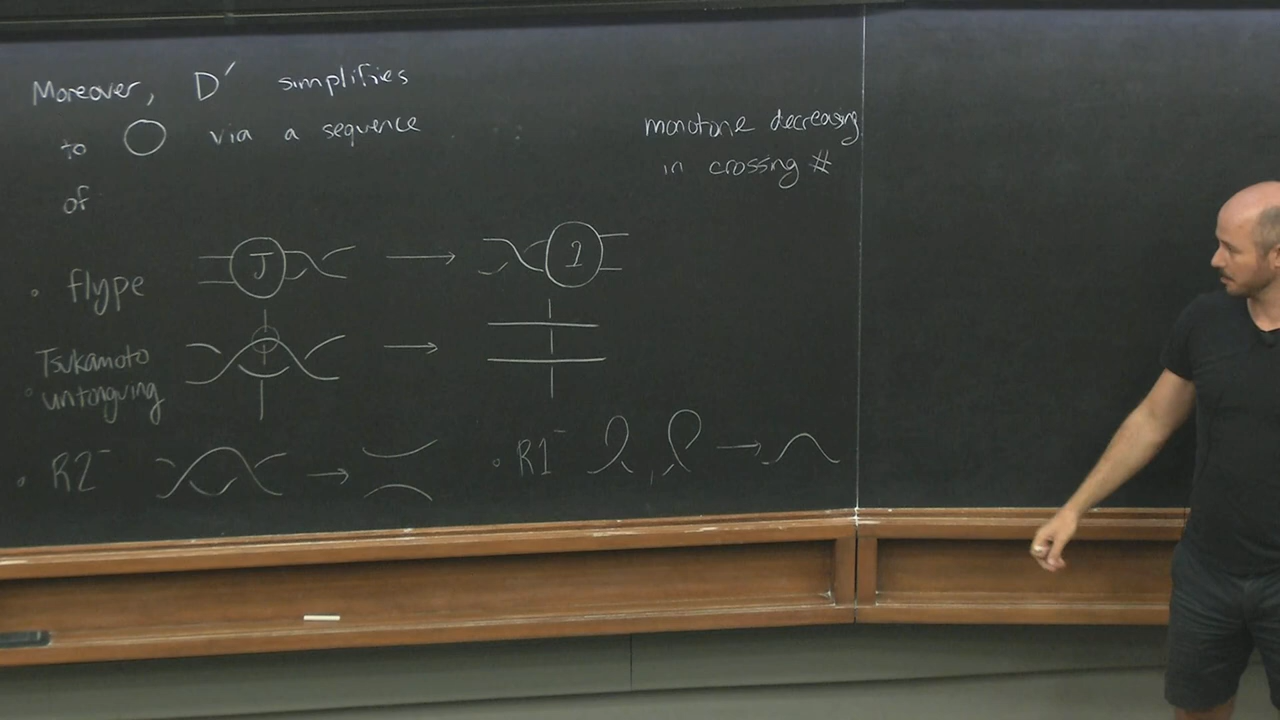 Moreover, D′ simplifies
to ◯ via a sequence
of
monotone decreasing
in crossing #
• flype J → 
• Tsukamoto
untonguing →
• R2⁻ →
• R1⁻ , →